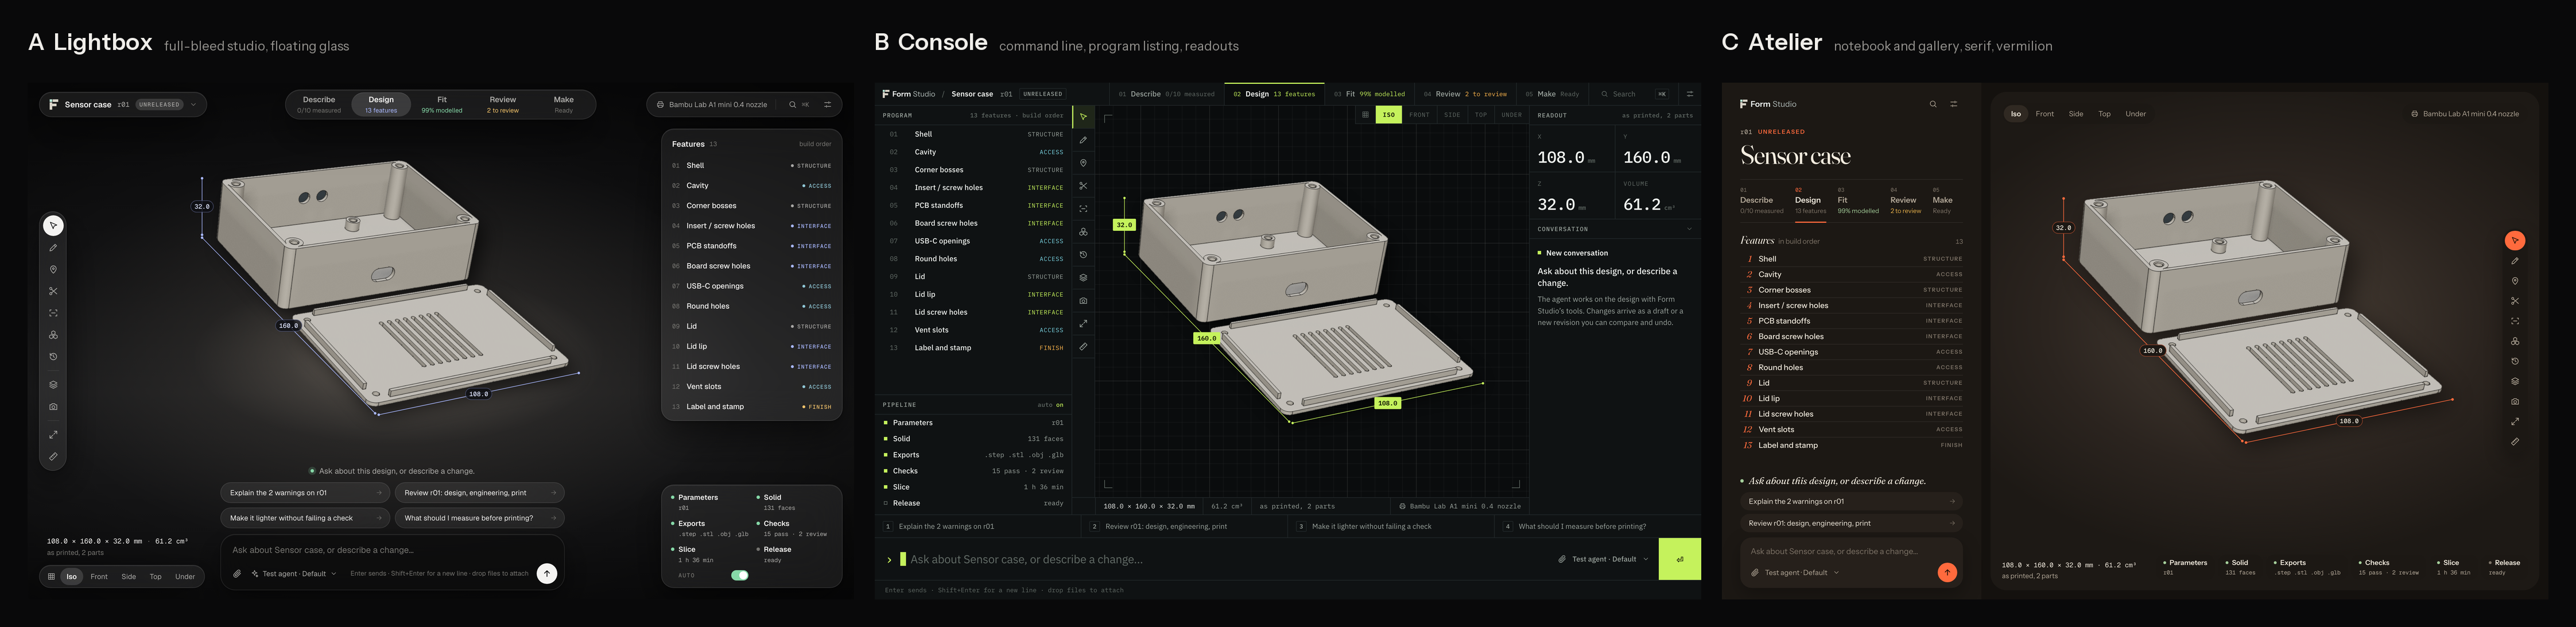 A Lightbox full-bleed studio, floating glass
Sensor case r01 UNRELEASED
Describe Design Fit Review Make
0/10 measured 13 features 99% modelled 2 to review Ready
Bambu Lab A1 mini 0.4 nozzle ⌘K
Features 13 build order
01 Shell STRUCTURE
02 Cavity ACCESS
03 Corner bosses STRUCTURE
04 Insert / screw holes INTERFACE
05 PCB standoffs INTERFACE
06 Board screw holes INTERFACE
07 USB-C openings ACCESS
08 Round holes ACCESS
09 Lid STRUCTURE
10 Lid lip INTERFACE
11 Lid screw holes INTERFACE
12 Vent slots ACCESS
13 Label and stamp FINISH
32.0
160.0
108.0
Ask about this design, or describe a change.
Explain the 2 warnings on r01 → Review r01: design, engineering, print →
Make it lighter without failing a check → What should I measure before printing? →
108.0 × 160.0 × 32.0 mm · 61.2 cm³
as printed, 2 parts
Iso Front Side Top Under
Ask about Sensor case, or describe a change...
Test agent · Default Enter sends · Shift+Enter for a new line · drop files to attach
Parameters Solid
r01 131 faces
Exports Checks
.step .stl .obj .glb 15 pass · 2 review
Slice Release
1 h 36 min ready
AUTO
B Console command line, program listing, readouts
Form Studio / Sensor case r01 UNRELEASED
01 Describe 0/10 measured 02 Design 13 features 03 Fit 99% modelled 04 Review 2 to review 05 Make Ready Search ⌘K
PROGRAM 13 features · build order
01 Shell STRUCTURE
02 Cavity ACCESS
03 Corner bosses STRUCTURE
04 Insert / screw holes INTERFACE
05 PCB standoffs INTERFACE
06 Board screw holes INTERFACE
07 USB-C openings ACCESS
08 Round holes ACCESS
09 Lid STRUCTURE
10 Lid lip INTERFACE
11 Lid screw holes INTERFACE
12 Vent slots ACCESS
13 Label and stamp FINISH
PIPELINE auto on
Parameters r01
Solid 131 faces
Exports .step .stl .obj .glb
Checks 15 pass · 2 review
Slice 1 h 36 min
Release ready
ISO FRONT SIDE TOP UNDER
32.0
160.0
108.0
108.0 × 160.0 × 32.0 mm 61.2 cm³ as printed, 2 parts Bambu Lab A1 mini 0.4 nozzle
READOUT as printed, 2 parts
X Y
108.0 mm 160.0 mm
Z VOLUME
32.0 mm 61.2 cm³
CONVERSATION
New conversation
Ask about this design, or describe a
change.
The agent works on the design with Form
Studio's tools. Changes arrive as a draft or a
new revision you can compare and undo.
1 Explain the 2 warnings on r01 2 Review r01: design, engineering, print 3 Make it lighter without failing a check 4 What should I measure before printing?
› Ask about Sensor case, or describe a change... Test agent · Default
Enter sends · Shift+Enter for a new line · drop files to attach
C Atelier notebook and gallery, serif, vermilion
Form Studio
r01 UNRELEASED
Sensor case
01 02 03 04 05
Describe Design Fit Review Make
0/10 measured 13 features 99% modelled 2 to review Ready
Features in build order 13
1 Shell STRUCTURE
2 Cavity ACCESS
3 Corner bosses STRUCTURE
4 Insert / screw holes INTERFACE
5 PCB standoffs INTERFACE
6 Board screw holes INTERFACE
7 USB-C openings ACCESS
8 Round holes ACCESS
9 Lid STRUCTURE
10 Lid lip INTERFACE
11 Lid screw holes INTERFACE
12 Vent slots ACCESS
13 Label and stamp FINISH
Ask about this design, or describe a change.
Explain the 2 warnings on r01 →
Review r01: design, engineering, print →
Ask about Sensor case, or describe a change...
Test agent · Default
Iso Front Side Top Under
Bambu Lab A1 mini 0.4 nozzle
32.0
160.0
108.0
108.0 × 160.0 × 32.0 mm · 61.2 cm³
as printed, 2 parts
Parameters Solid Exports Checks Slice Release
r01 131 faces .step .stl .obj .glb 15 pass · 2 review 1 h 36 min ready